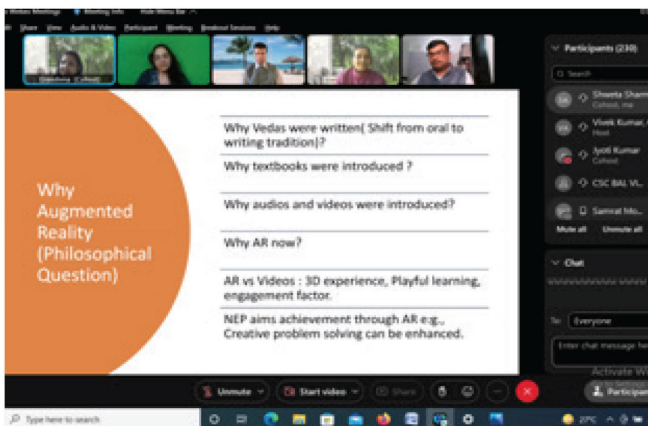 Webex Meetings Meeting Info Hide Menu Bar
Share View Audio & Video Participant Meeting Breakout Sessions Help
(Cohost)
Participants (230)
Search
Shweta Sharm
Cohost, me
Vivek Kumar,
Host
Jyoti Kumar
Cohost
CSC BAL VI...
Samrat Mo...
Mute all Unmute all
Chat
To: Everyone
Enter chat message he
Activate Wi
Why
Augmented
Reality
(Philosophical
Question)
Why Vedas were written( Shift from oral to
writing tradition)?
Why textbooks were introduced ?
Why audios and videos were introduced?
Why AR now?
AR vs Videos : 3D experience, Playful learning,
engagement factor.
NEP aims achievement through AR e.g.,
Creative problem solving can be enhanced.
Unmute Start video Share Participan
Type here to search 27°C